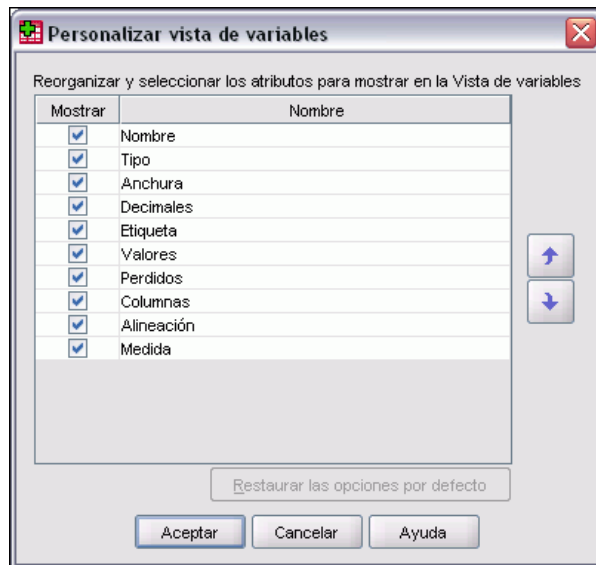 Personalizar vista de variables
Reorganizar y seleccionar los atributos para mostrar en la Vista de variables
Mostrar Nombre
Nombre
Tipo
Anchura
Decimales
Etiqueta
Valores
Perdidos
Columnas
Alineación
Medida
Restaurar las opciones por defecto
Aceptar Cancelar Ayuda